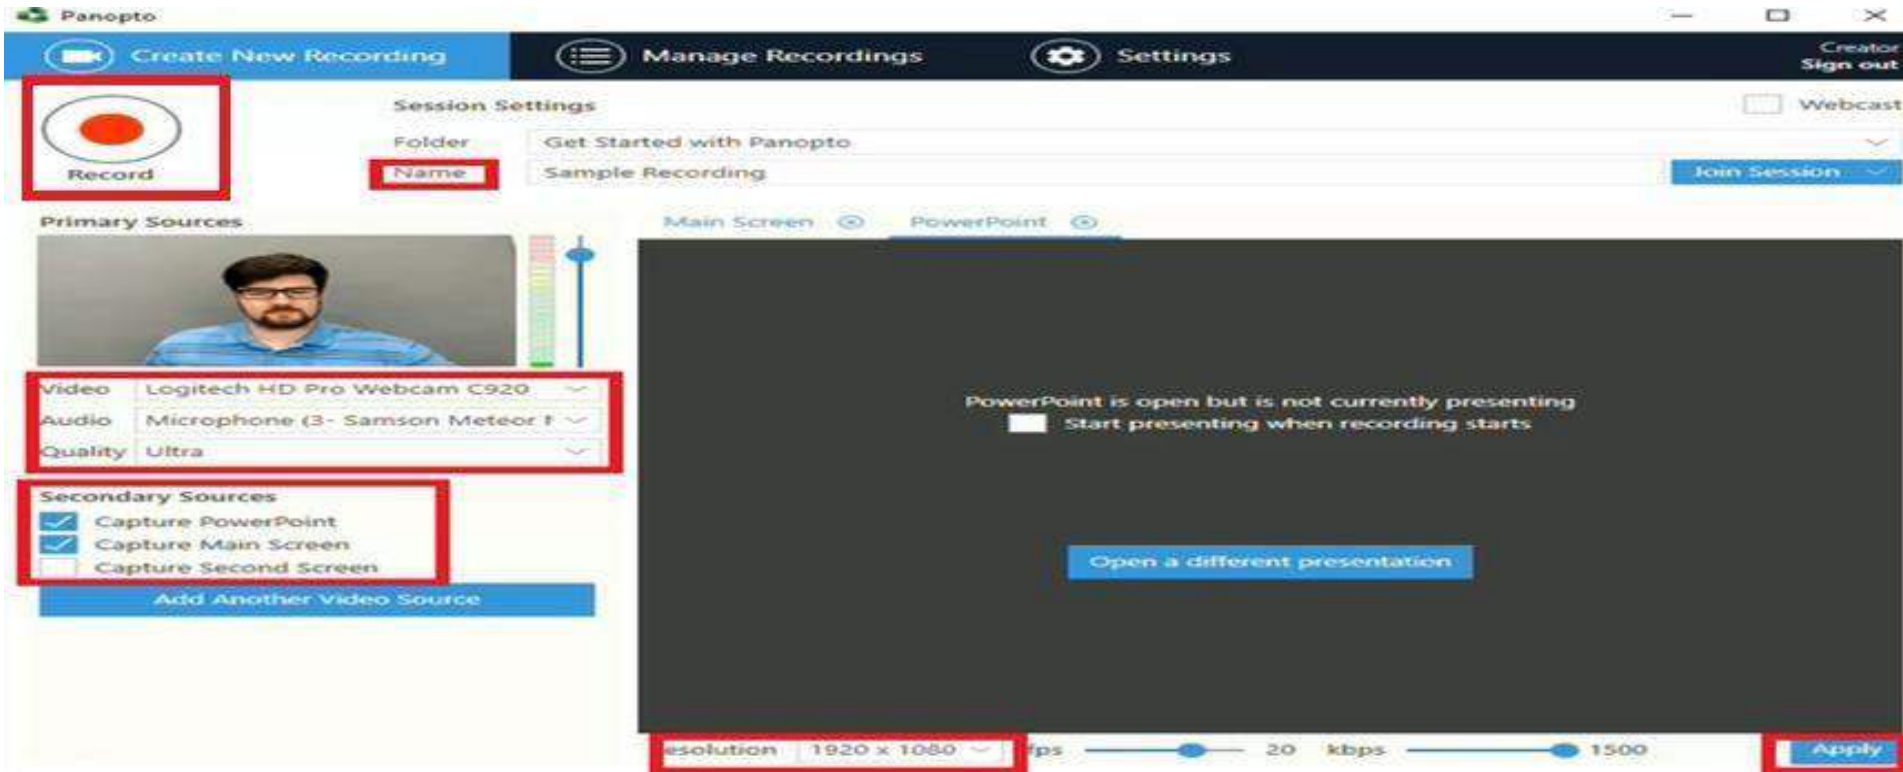 Panopto
Create New Recording Manage Recordings Settings Creator
Sign out
Session Settings Webcast
Folder Get Started with Panopto
Record Name Sample Recording Join Session
Primary Sources Main Screen PowerPoint
Video Logitech HD Pro Webcam C920
Audio Microphone (3- Samson Meteor
Quality Ultra
PowerPoint is open but is not currently presenting
Start presenting when recording starts
Secondary Sources
Capture PowerPoint
Capture Main Screen
Capture Second Screen
Open a different presentation
Add Another Video Source
esolution 1920 x 1080 fps 20 kbps 1500 Apply